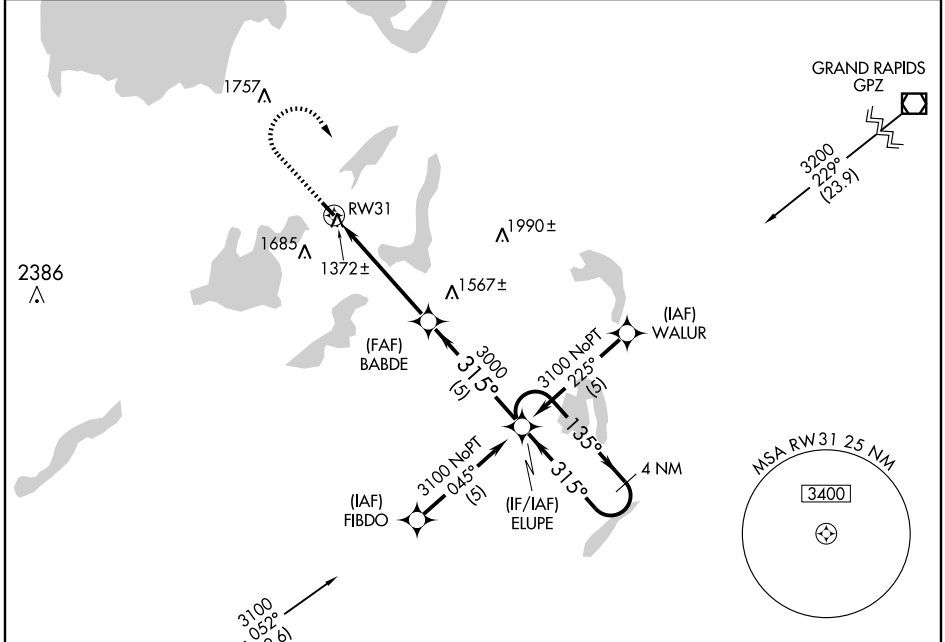 1757
GRAND RAPIDS
GPZ
3200
229°
(23.9)
RW31
1990±
1685
1372±
2386
1567±
(IAF)
WALUR
(FAF)
BABDE
3000
315°
(5)
3100 NoPT
225°
(5)
135°
4 NM
315°
3100 NoPT
045°
(5)
(IF/IAF)
ELUPE
(IAF)
FIBDO
MSA RW31 25 NM
3400
3100
052°